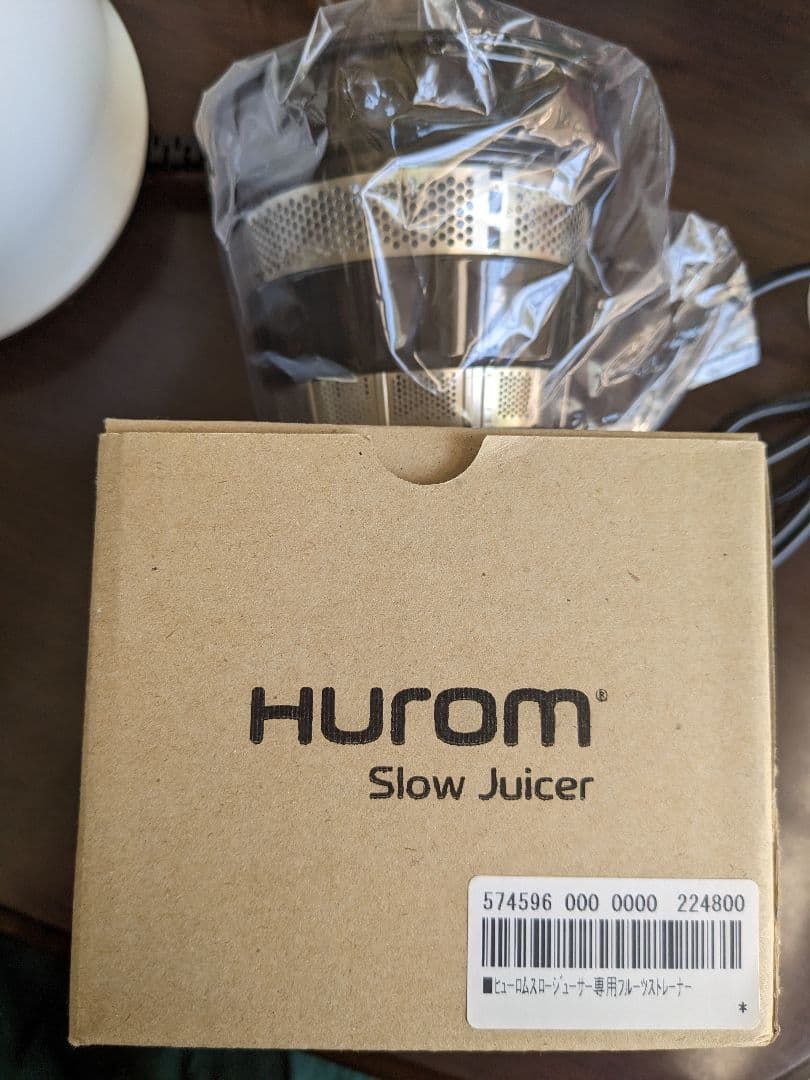 Hurom®
Slow Juicer
574596 000 0000 224800
■ﾋｭｰﾛﾑｽﾛｰｼﾞｭｰｻｰ専用ﾌﾙｰﾂｽﾄﾚｰﾅｰ
*